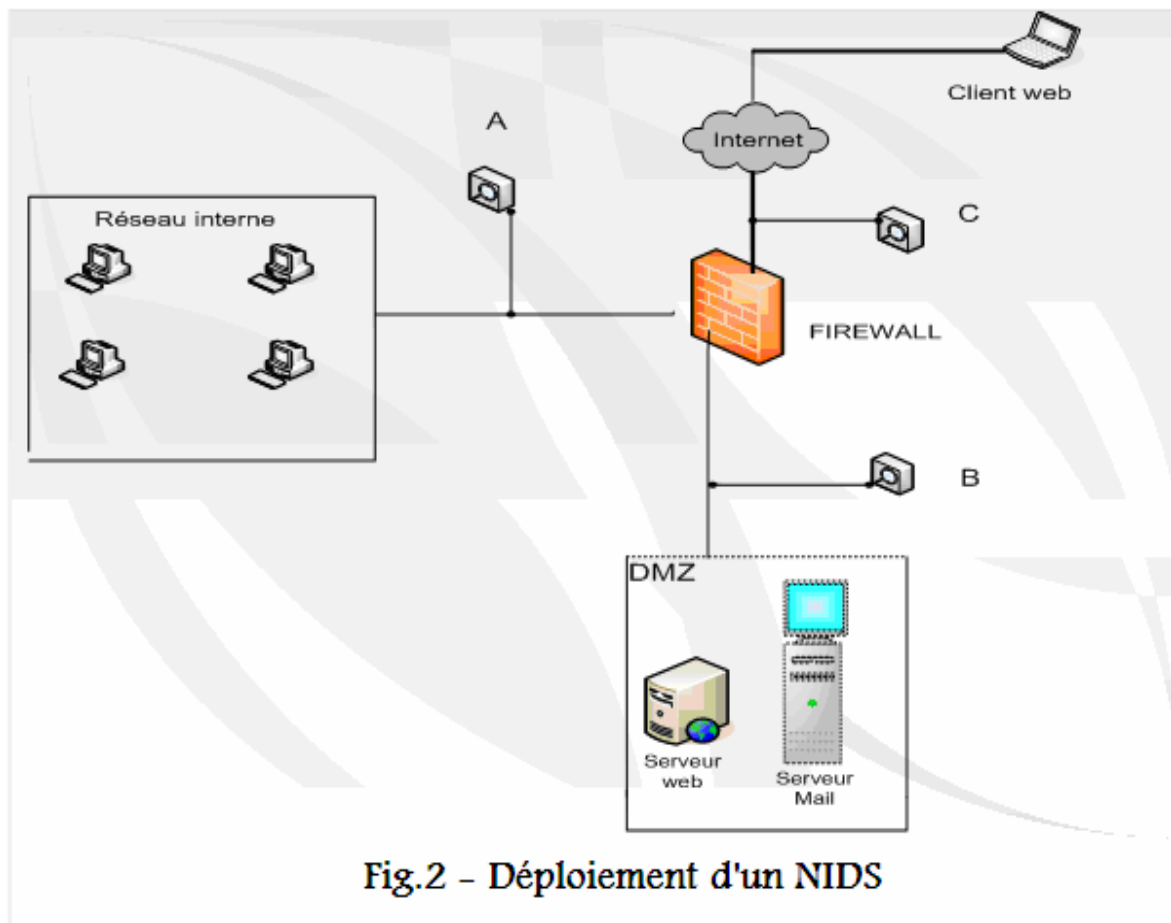 Client web
A
Internet
Réseau interne
C
FIREWALL
B
DMZ
Serveur
web
Serveur
Mail
Fig.2 - Déploiement d'un NIDS